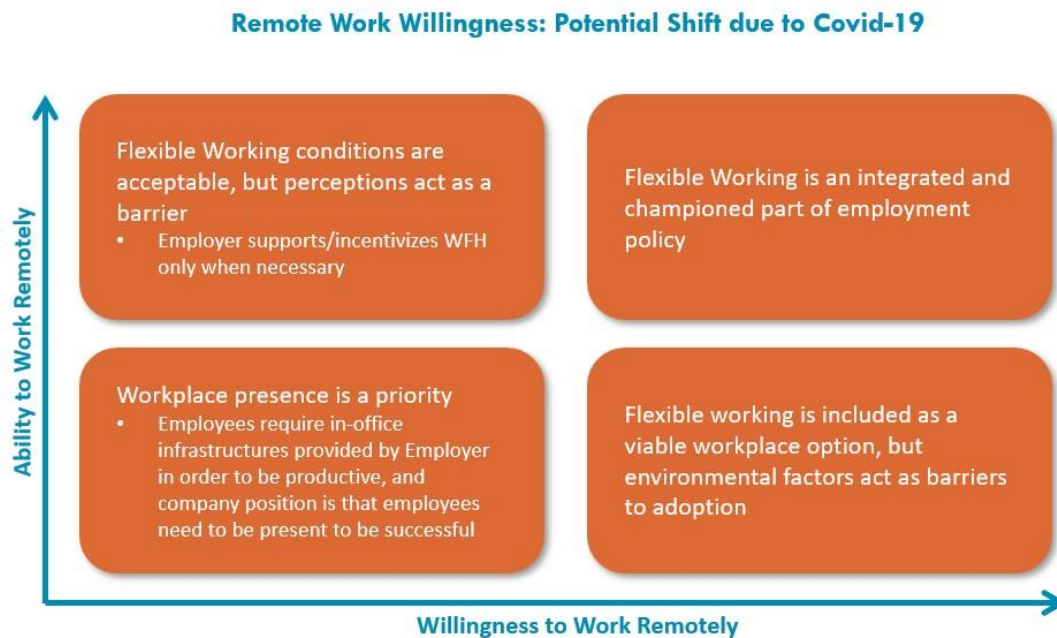 Remote Work Willingness: Potential Shift due to Covid-19
Ability to Work Remotely
Flexible Working conditions are
acceptable, but perceptions act as a
barrier
• Employer supports/incentivizes WFH
only when necessary
Flexible Working is an integrated and
championed part of employment
policy
Workplace presence is a priority
• Employees require in-office
infrastructures provided by Employer
in order to be productive, and
company position is that employees
need to be present to be successful
Flexible working is included as a
viable workplace option, but
environmental factors act as barriers
to adoption
Willingness to Work Remotely